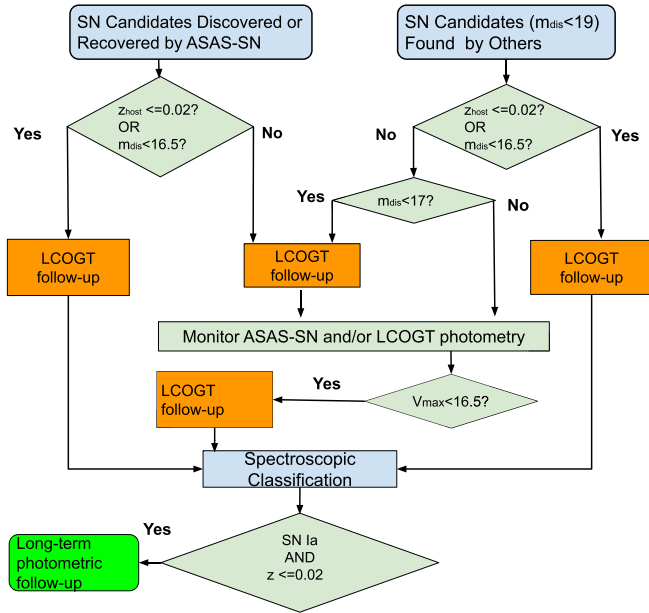 SN Candidates Discovered or
Recovered by ASAS-SN
SN Candidates (mdis<19)
Found by Others
zhost <=0.02?
OR
mdis<16.5?
Yes
No
zhost <=0.02?
OR
mdis<16.5?
No
Yes
mdis<17?
Yes
No
LCOGT
follow-up
LCOGT
follow-up
LCOGT
follow-up
Monitor ASAS-SN and/or LCOGT photometry
Vmax<16.5?
Yes
LCOGT
follow-up
Spectroscopic
Classification
SN Ia
AND
z <=0.02
Yes
Long-term
photometric
follow-up